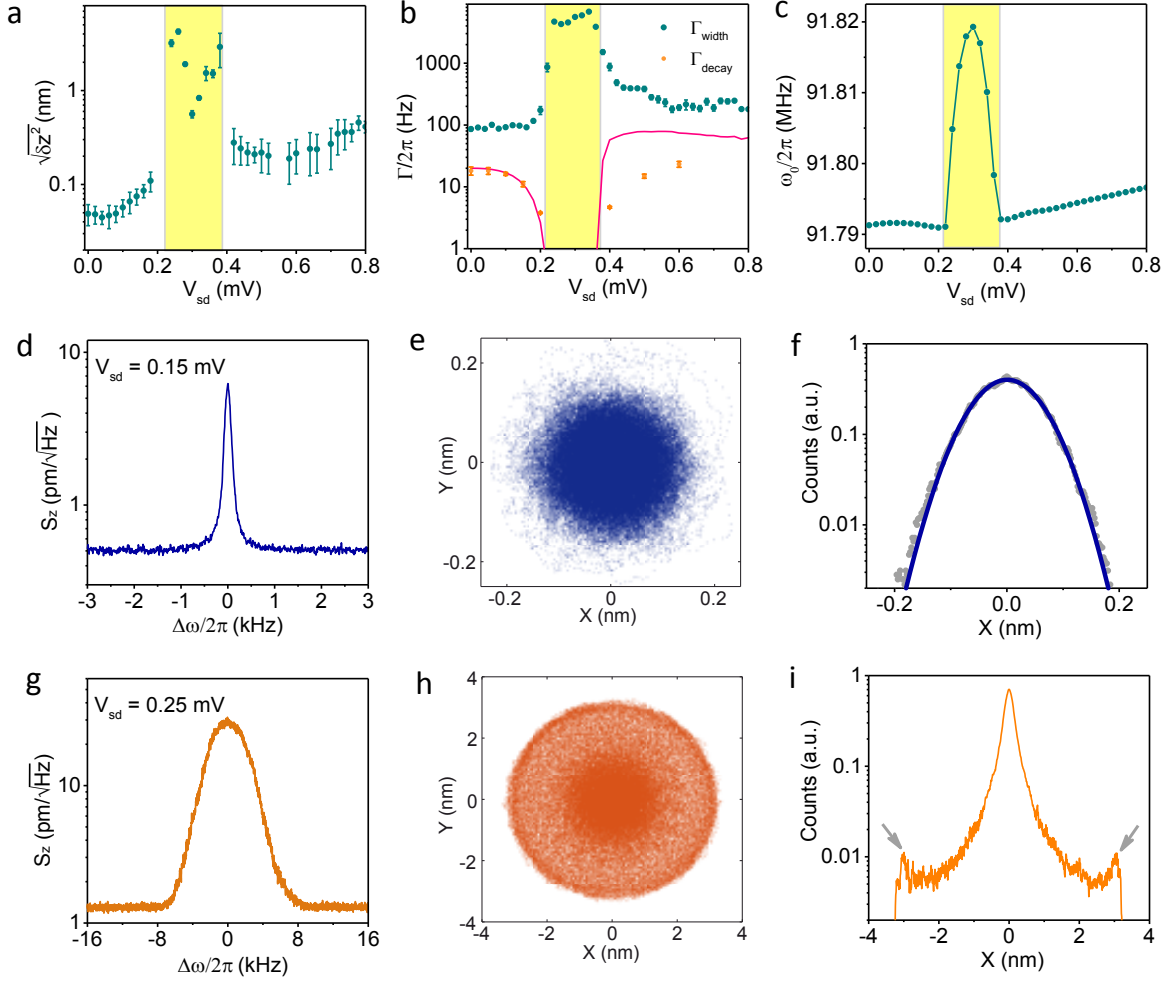 a
√δz² (nm)
1
0.1
0.0 0.2 0.4 0.6 0.8
V_sd (mV)
b
Γ/2π (Hz)
1000
100
10
1
Γ_width
Γ_decay
0.0 0.2 0.4 0.6 0.8
V_sd (mV)
c
ω₀/2π (MHz)
91.82
91.81
91.80
91.79
0.0 0.2 0.4 0.6 0.8
V_sd (mV)
d
V_sd = 0.15 mV
S_z (pm/√Hz)
10
1
-3 -2 -1 0 1 2 3
Δω/2π (kHz)
e
Y (nm)
0.2
0
-0.2
-0.2 0 0.2
X (nm)
f
Counts (a.u.)
1
0.1
0.01
-0.2 0.0 0.2
X (nm)
g
V_sd = 0.25 mV
S_z (pm/√Hz)
10
1
-16 -8 0 8 16
Δω/2π (kHz)
h
Y (nm)
4
3
2
1
0
-1
-2
-3
-4
-4 -2 0 2 4
X (nm)
i
Counts (a.u.)
1
0.1
0.01
-4 -2 0 2 4
X (nm)